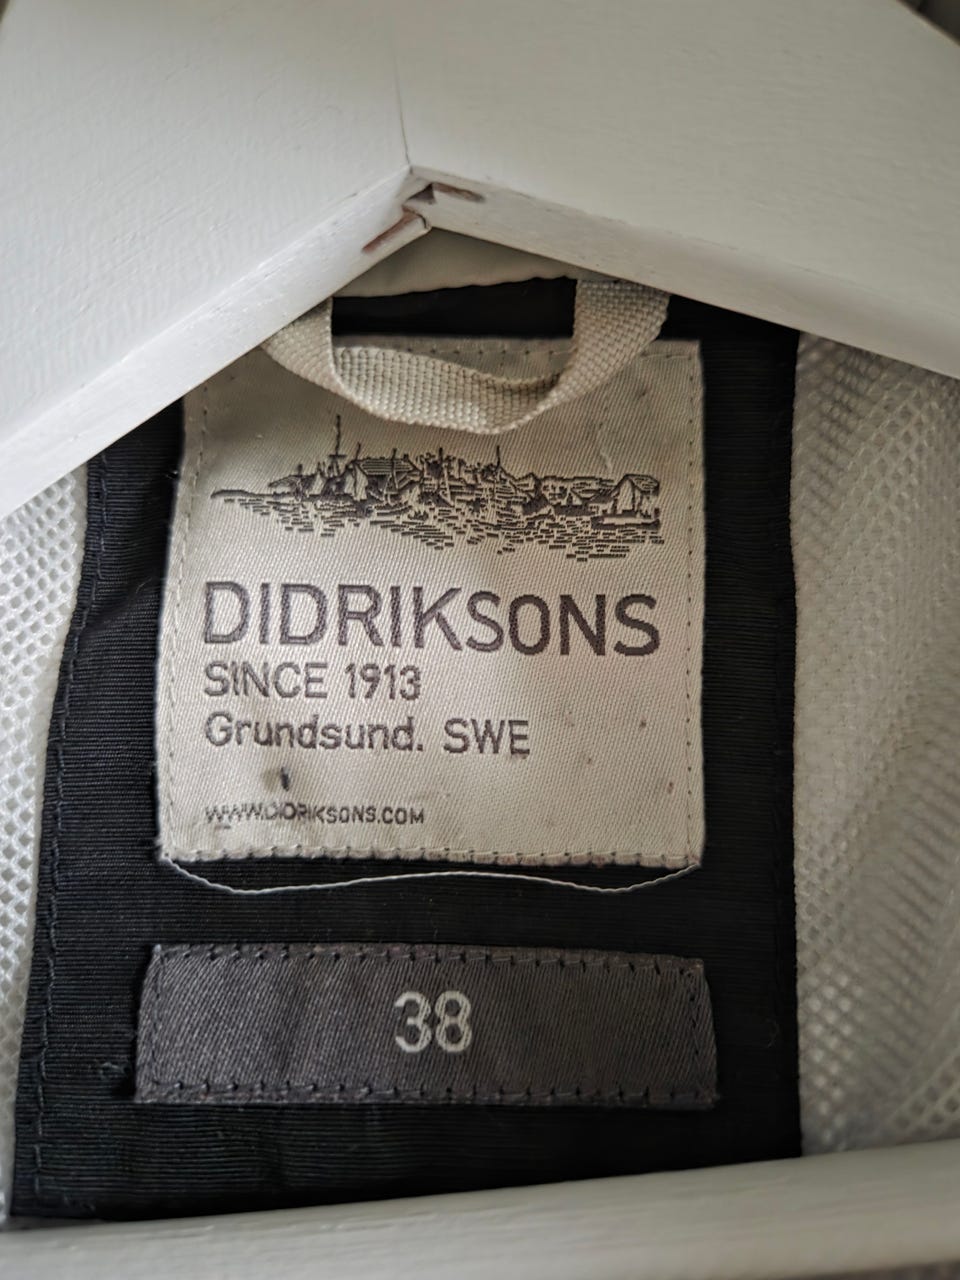 DIDRIKSONS
SINCE 1913
Grundsund. SWE
WWW.DIDRIKSONS.COM
38